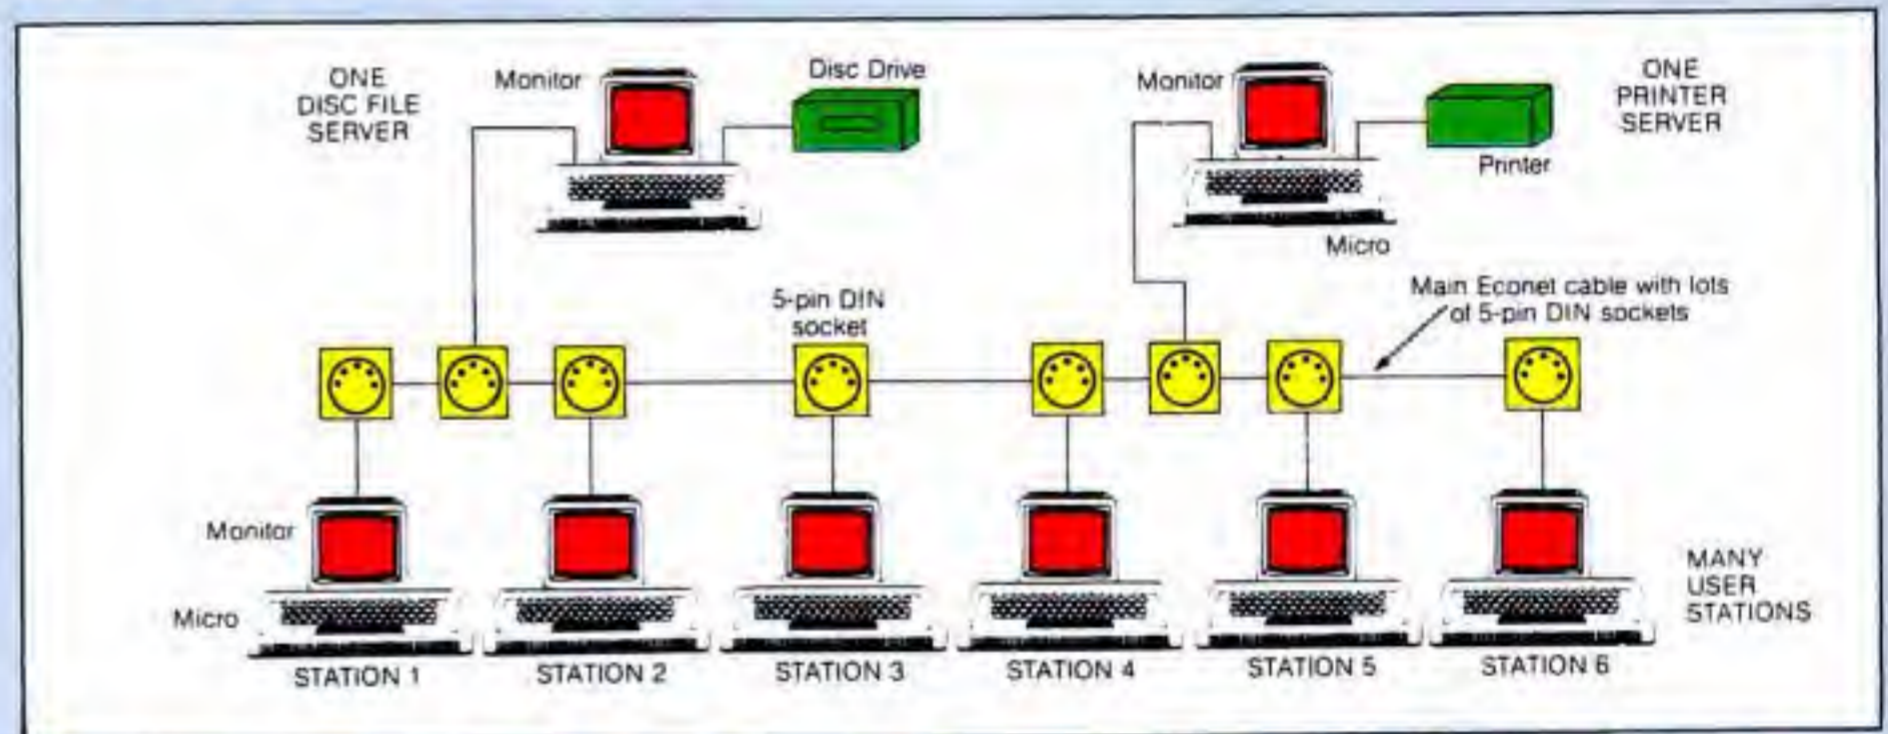 ONE
DISC FILE
SERVER
Monitor
Disc Drive
Monitor
ONE
PRINTER
SERVER
Printer
Micro
5-pin DIN
socket
Main Econet cable with lots
of 5-pin DIN sockets
Monitor
Micro
MANY
USER
STATIONS
STATION 1
STATION 2
STATION 3
STATION 4
STATION 5
STATION 6